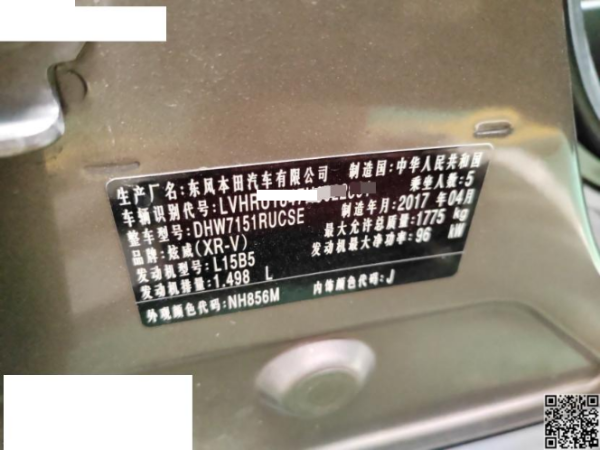 生产厂名:东风本田汽车有限公司 制造国:中华人民共和国
车辆识别代号:LVHR 乘坐人数:5
整车型号:DHW7151RUCSE 制造年月:2017 年04月
品牌:炫威(XR-V) 最大允许总质量:1775 kg
发动机型号:L15B5 发动机最大净功率:96 kW
发动机排量:1.498 L
外观颜色代码:NH856M 内饰颜色代码:J